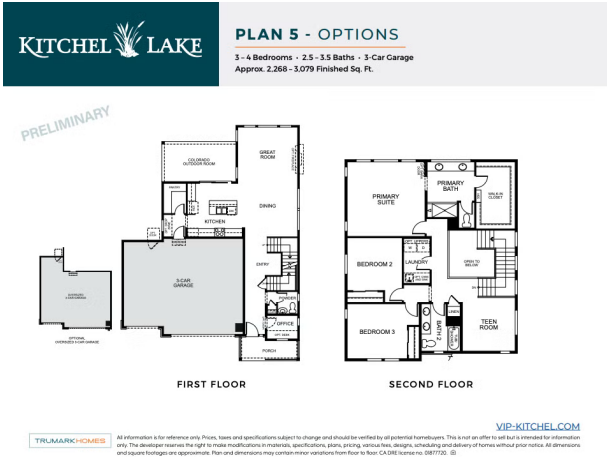 KITCHEL LAKE
PLAN 5 - OPTIONS
3 – 4 Bedrooms • 2.5 – 3.5 Baths • 3-Car Garage
Approx. 2,268 – 3,079 Finished Sq. Ft.
PRELIMINARY
COLORADO
OUTDOOR ROOM
GREAT
ROOM
DINING
PANTRY
KITCHEN
3-CAR
GARAGE
ENTRY
POWDER
OFFICE
PORCH
OVERSIZED
3-CAR GARAGE
OPTIONAL
OVERSIZED 3-CAR GARAGE
FIRST FLOOR
PRIMARY
SUITE
PRIMARY
BATH
WALK-IN
CLOSET
BEDROOM 2
LAUNDRY
W D
OPEN TO
BELOW
DN
BEDROOM 3
BATH 2
LINEN
TEEN
ROOM
SECOND FLOOR
VIP-KITCHEL.COM
TRUMARK HOMES
All information is for reference only. Prices, taxes and specifications subject to change and should be verified by all potential homebuyers. This is not an offer to sell but is intended for information
only. The developer reserves the right to make modifications in materials, specifications, plans, pricing, various fees, designs, scheduling and delivery of homes without prior notice. All dimensions
and square footages are approximate. Plan and dimensions may contain minor variations from floor to floor. CA DRE license no. 01877720.